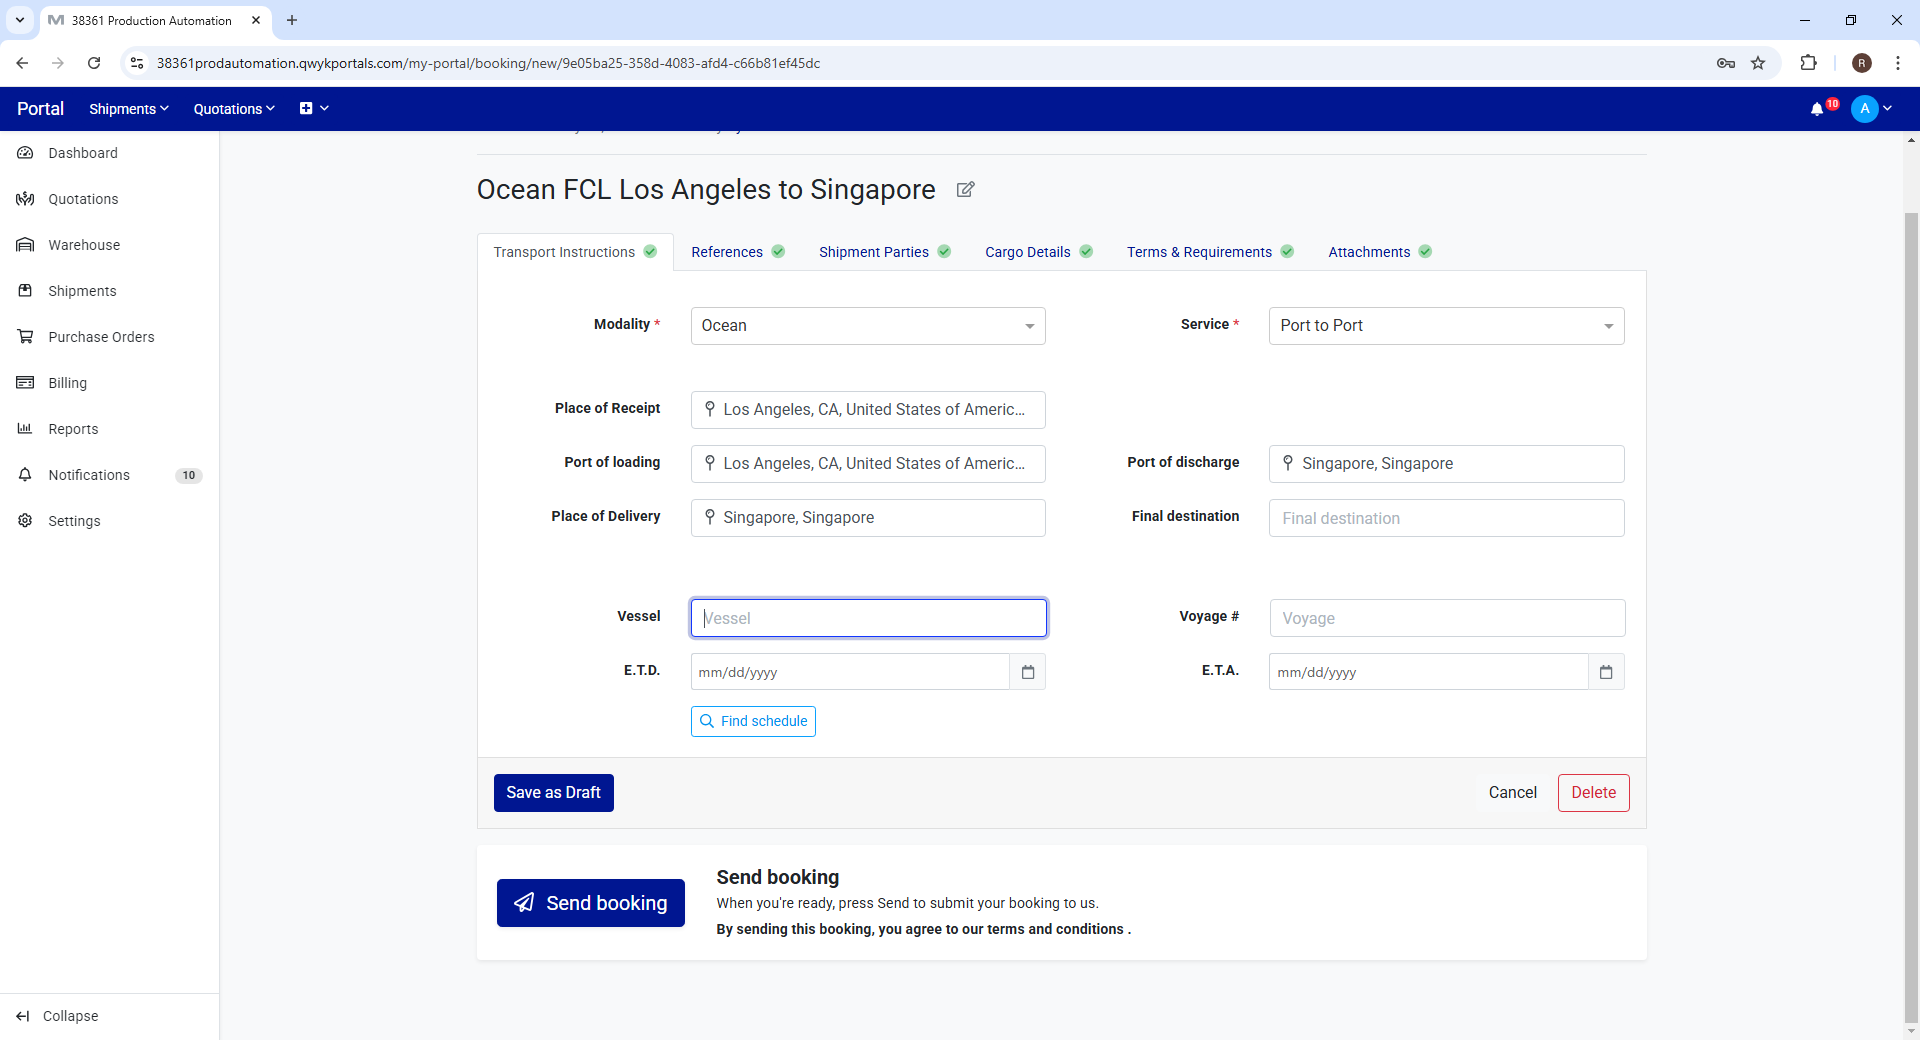 38361 Production Automation
38361prodautomation.qwykportals.com/my-portal/booking/new/9e05ba25-358d-4083-afd4-c66b81ef45dc
R
Portal
Shipments
Quotations
10
A
Dashboard
Quotations
Warehouse
Shipments
Purchase Orders
Billing
Reports
Notifications 10
Settings
Collapse
Ocean FCL Los Angeles to Singapore
Transport Instructions
References
Shipment Parties
Cargo Details
Terms & Requirements
Attachments
Modality * Ocean
Service * Port to Port
Place of Receipt Los Angeles, CA, United States of Americ...
Port of loading Los Angeles, CA, United States of Americ...
Port of discharge Singapore, Singapore
Place of Delivery Singapore, Singapore
Final destination Final destination
Vessel Vessel
Voyage # Voyage
E.T.D. mm/dd/yyyy
E.T.A. mm/dd/yyyy
Find schedule
Save as Draft
Cancel
Delete
Send booking
Send booking
When you're ready, press Send to submit your booking to us.
By sending this booking, you agree to our terms and conditions .